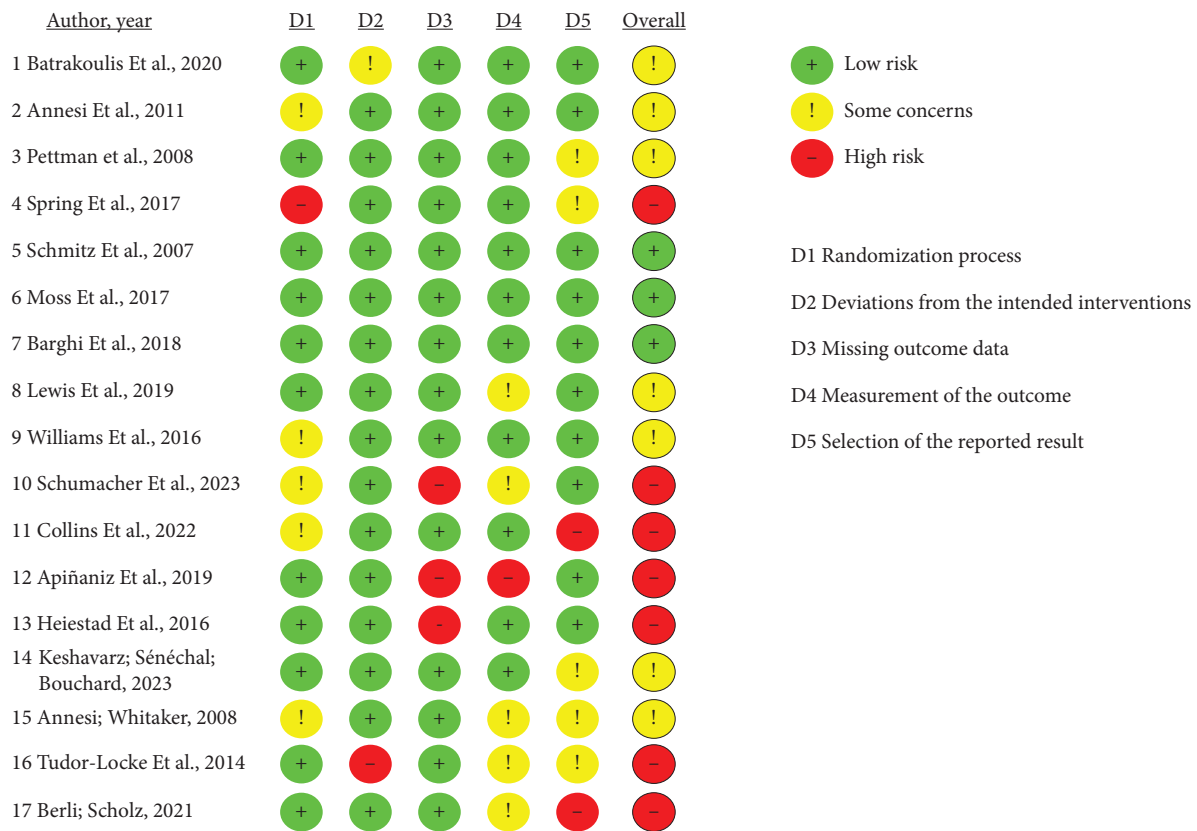 Author, year D1 D2 D3 D4 D5 Overall
1 Batrakoulis Et al., 2020 + ! + + + !
+ Low risk
2 Annesi Et al., 2011 ! + + + + !
! Some concerns
3 Pettman et al., 2008 + + + + ! !
− High risk
4 Spring Et al., 2017 − + + + ! −
5 Schmitz Et al., 2007 + + + + + +
D1 Randomization process
6 Moss Et al., 2017 + + + + + +
D2 Deviations from the intended interventions
7 Barghi Et al., 2018 + + + + + +
D3 Missing outcome data
8 Lewis Et al., 2019 + + + ! + !
D4 Measurement of the outcome
9 Williams Et al., 2016 ! + + + + !
D5 Selection of the reported result
10 Schumacher Et al., 2023 ! + − ! + −
11 Collins Et al., 2022 ! + + + − −
12 Apiñaniz Et al., 2019 + + − − + −
13 Heiestad Et al., 2016 + + - + + −
14 Keshavarz; Sénéchal;
Bouchard, 2023 + + + + ! !
15 Annesi; Whitaker, 2008 ! + + ! ! !
16 Tudor-Locke Et al., 2014 + − + ! ! −
17 Berli; Scholz, 2021 + + + ! − −